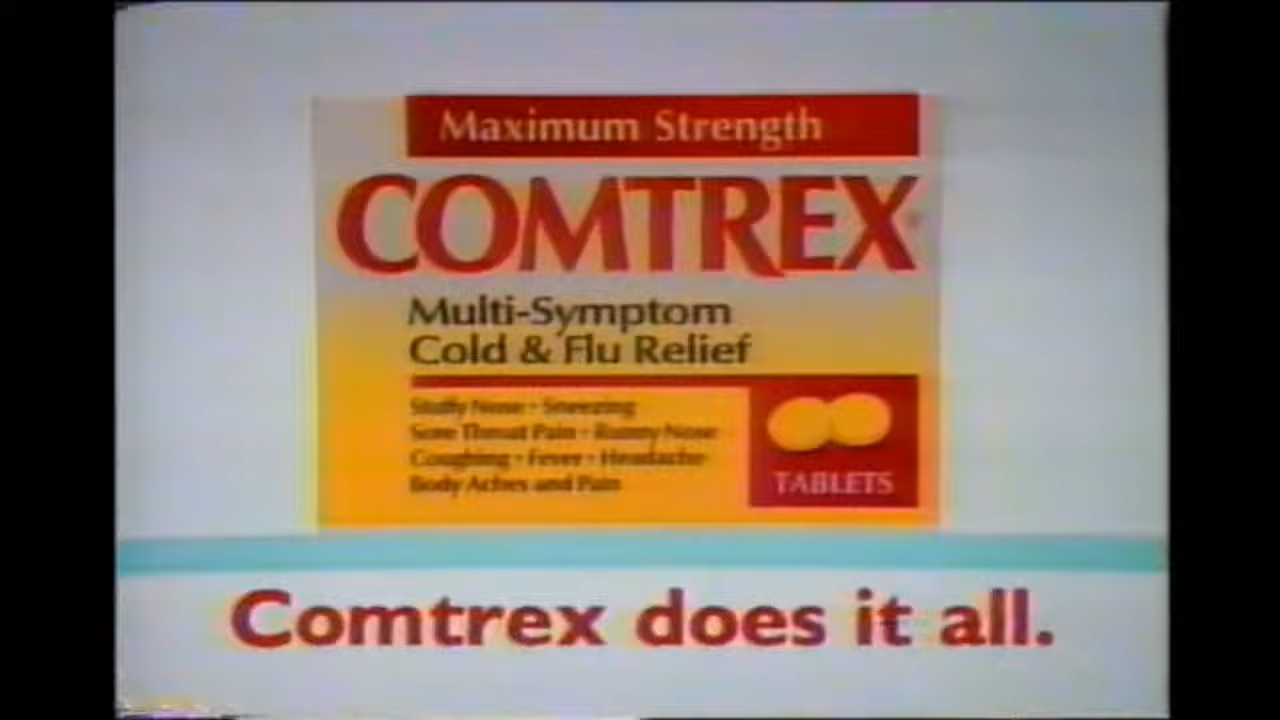 Maximum Strength
COMTREX®
Multi-Symptom
Cold & Flu Relief
Stuffy Nose • Sneezing
Sore Throat Pain • Runny Nose
Coughing • Fever • Headache
Body Aches and Pain
TABLETS
Comtrex does it all.